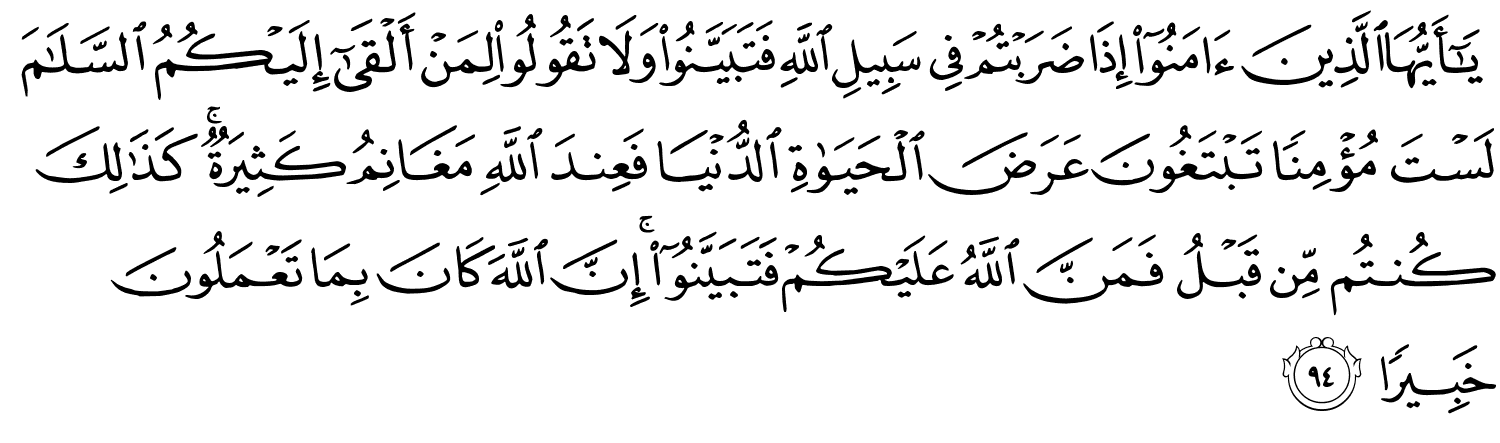 يَٰٓأَيُّهَا ٱلَّذِينَ ءَامَنُوٓا۟ إِذَا ضَرَبْتُمْ فِى سَبِيلِ ٱللَّهِ فَتَبَيَّنُوا۟ وَلَا تَقُولُوا۟ لِمَنْ أَلْقَىٰٓ إِلَيْكُمُ ٱلسَّلَٰمَ
لَسْتَ مُؤْمِنًا تَبْتَغُونَ عَرَضَ ٱلْحَيَوٰةِ ٱلدُّنْيَا فَعِندَ ٱللَّهِ مَغَانِمُ كَثِيرَةٌ ۚ كَذَٰلِكَ
كُنتُم مِّن قَبْلُ فَمَنَّ ٱللَّهُ عَلَيْكُمْ فَتَبَيَّنُوٓا۟ ۚ إِنَّ ٱللَّهَ كَانَ بِمَا تَعْمَلُونَ
خَبِيرًا ٩٤